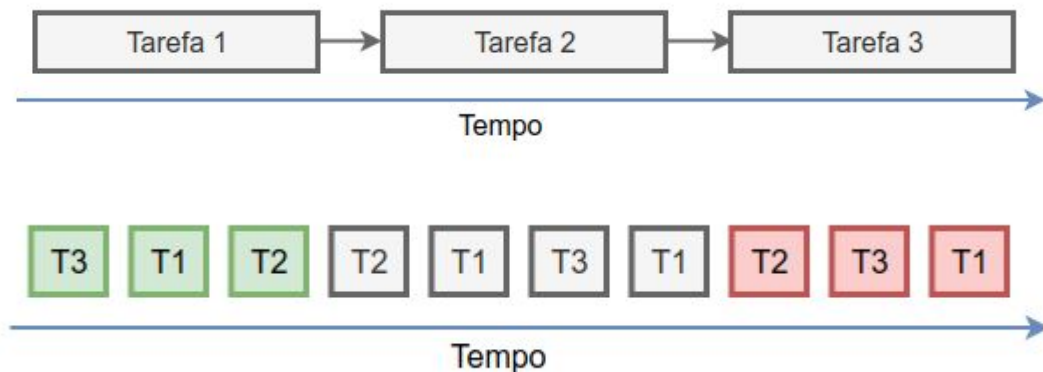 Tarefa 1 Tarefa 2 Tarefa 3
Tempo
T3 T1 T2 T2 T1 T3 T1 T2 T3 T1
Tempo